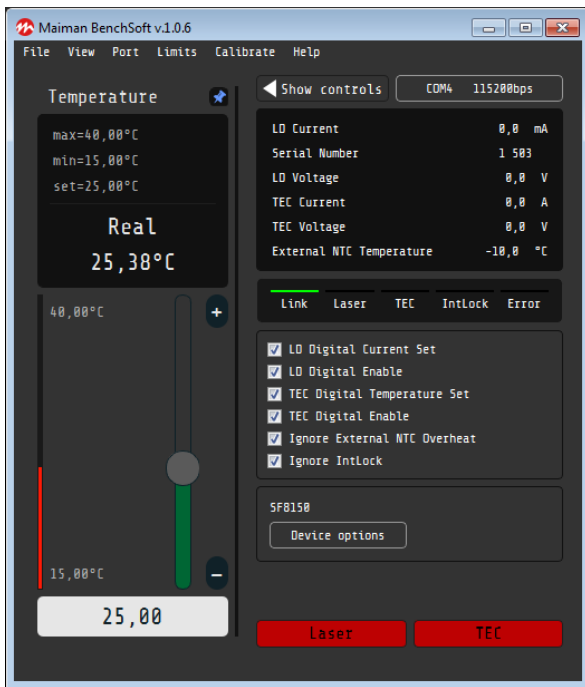 Maiman BenchSoft v.1.0.6
File View Port Limits Calibrate Help
Temperature
max=40,00°C
min=15,00°C
set=25,00°C
Real
25,38°C
40,00°C
+
15,00°C
−
25,00
Show controls
COM4 115200bps
LD Current 0,0 mA
Serial Number 1 503
LD Voltage 0,0 V
TEC Current 0,0 A
TEC Voltage 0,0 V
External NTC Temperature -10,0 °C
Link Laser TEC IntLock Error
LD Digital Current Set
LD Digital Enable
TEC Digital Temperature Set
TEC Digital Enable
Ignore External NTC Overheat
Ignore IntLock
SF8150
Device options
Laser TEC